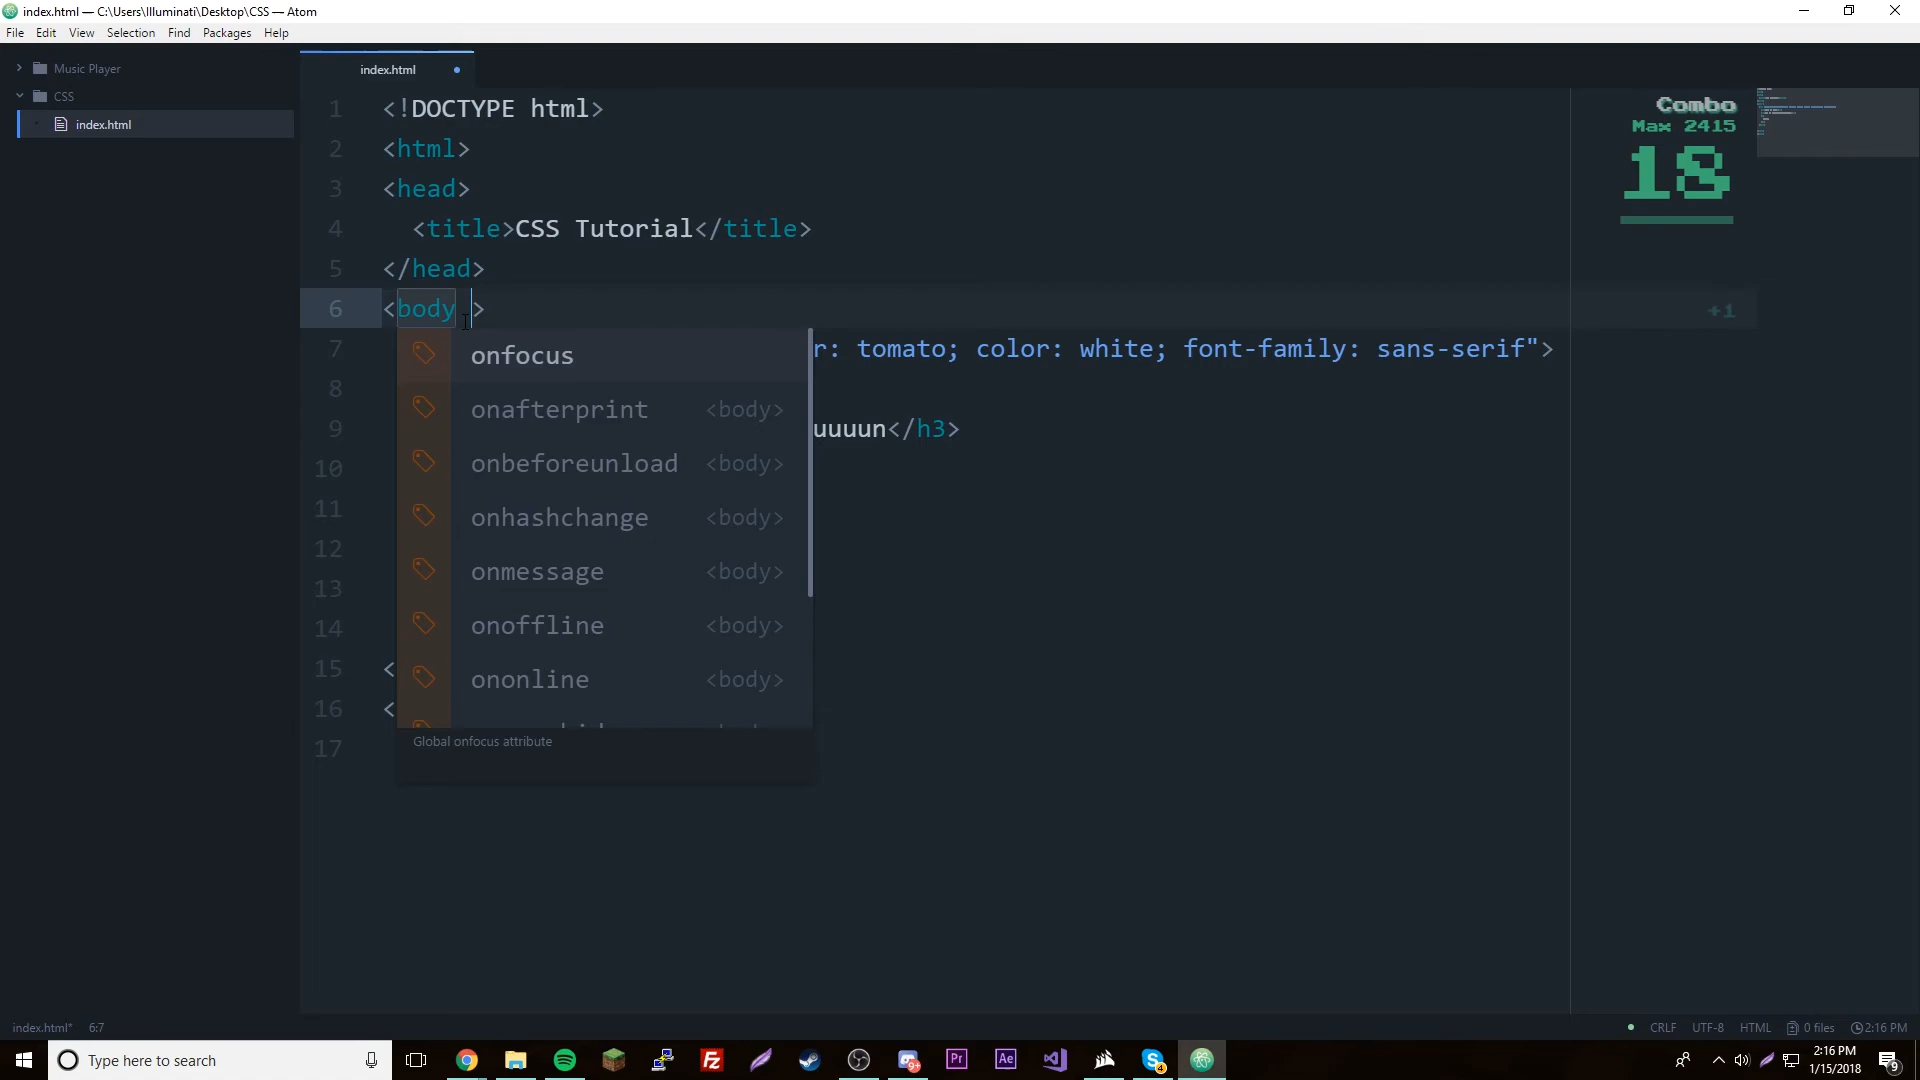 index.html — C:\Users\Illuminati\Desktop\CSS — Atom
File Edit View Selection Find Packages Help
Music Player
CSS
index.html
index.html
1 <!DOCTYPE html>
2 <html>
3 <head>
4 <title>CSS Tutorial</title>
5 </head>
6 <body >
7 r: tomato; color: white; font-family: sans-serif">
8
9 uuuun</h3>
10
11
12
13
14
15 <
16 <
17
Combo
Max 2415
18
+1
onfocus
onafterprint <body>
onbeforeunload <body>
onhashchange <body>
onmessage <body>
onoffline <body>
ononline <body>
Global onfocus attribute
index.html* 6:7
CRLF UTF-8 HTML 0 files 2:16 PM
Type here to search
Pr
Ae
9+
4
2:16 PM
1/15/2018
9